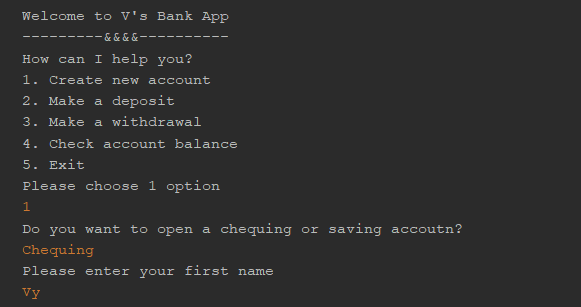 Welcome to V's Bank App
---------&&&&----------
How can I help you?
1. Create new account
2. Make a deposit
3. Make a withdrawal
4. Check account balance
5. Exit
Please choose 1 option
1
Do you want to open a chequing or saving accoutn?
Chequing
Please enter your first name
Vy